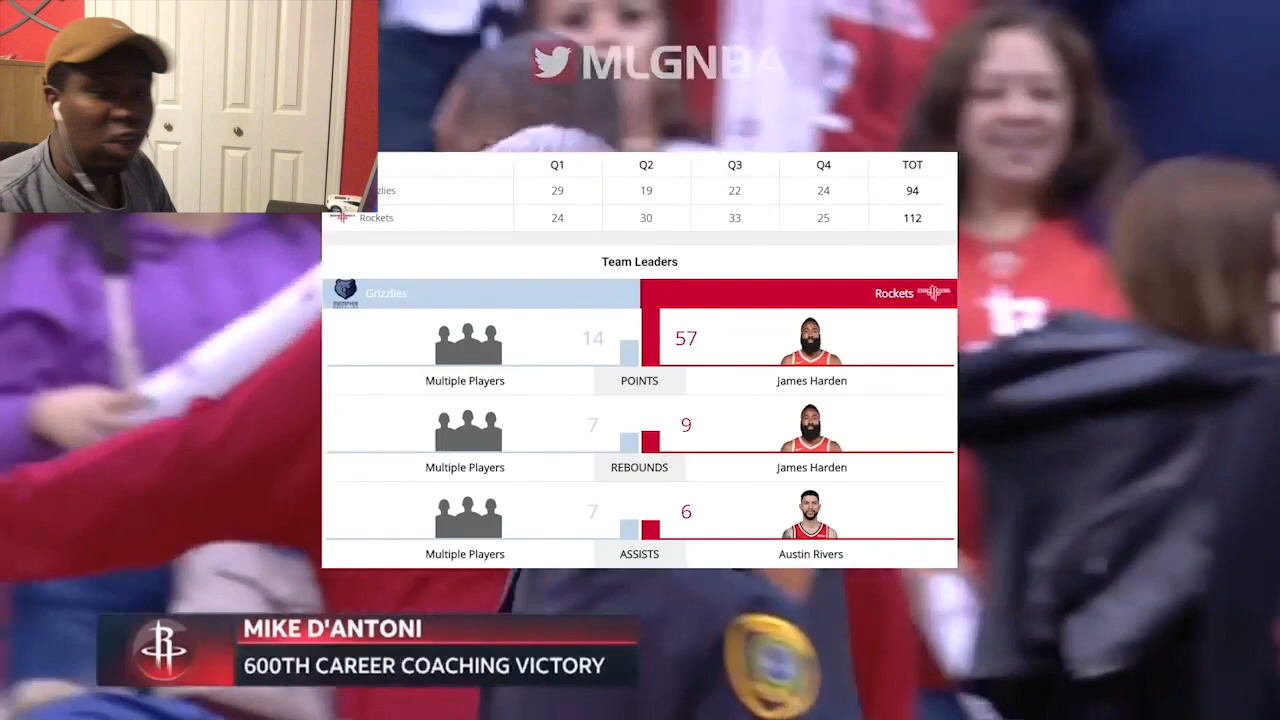 MLGNBA
Q1 Q2 Q3 Q4 TOT
zlies 29 19 22 24 94
Rockets 24 30 33 25 112
Team Leaders
Grizzlies Rockets
14 57
Multiple Players POINTS James Harden
7 9
Multiple Players REBOUNDS James Harden
7 6
Multiple Players ASSISTS Austin Rivers
MIKE D'ANTONI
600TH CAREER COACHING VICTORY